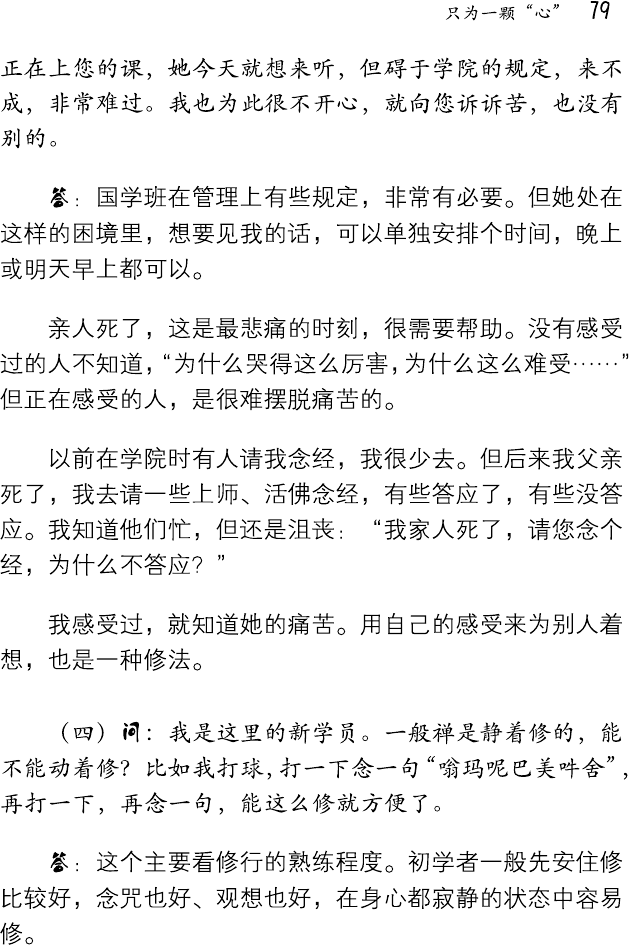 只为一颗“心” 79
正在上您的课，她今天就想来听，但碍于学院的规定，来不
成，非常难过。我也为此很不开心，就向您诉诉苦，也没有
别的。
答：国学班在管理上有些规定，非常有必要。但她处在
这样的困境里，想要见我的话，可以单独安排个时间，晚上
或明天早上都可以。
亲人死了，这是最悲痛的时刻，很需要帮助。没有感受
过的人不知道，“为什么哭得这么厉害，为什么这么难受……”
但正在感受的人，是很难摆脱痛苦的。
以前在学院时有人请我念经，我很少去。但后来我父亲
死了，我去请一些上师、活佛念经，有些答应了，有些没答
应。我知道他们忙，但还是沮丧：“我家人死了，请您念个
经，为什么不答应？”
我感受过，就知道她的痛苦。用自己的感受来为别人着
想，也是一种修法。
（四）问：我是这里的新学员。一般禅是静着修的，能
不能动着修？比如我打球，打一下念一句“嗡玛呢巴美吽舍”，
再打一下，再念一句，能这么修就方便了。
答：这个主要看修行的熟练程度。初学者一般先安住修
比较好，念咒也好、观想也好，在身心都寂静的状态中容易
修。